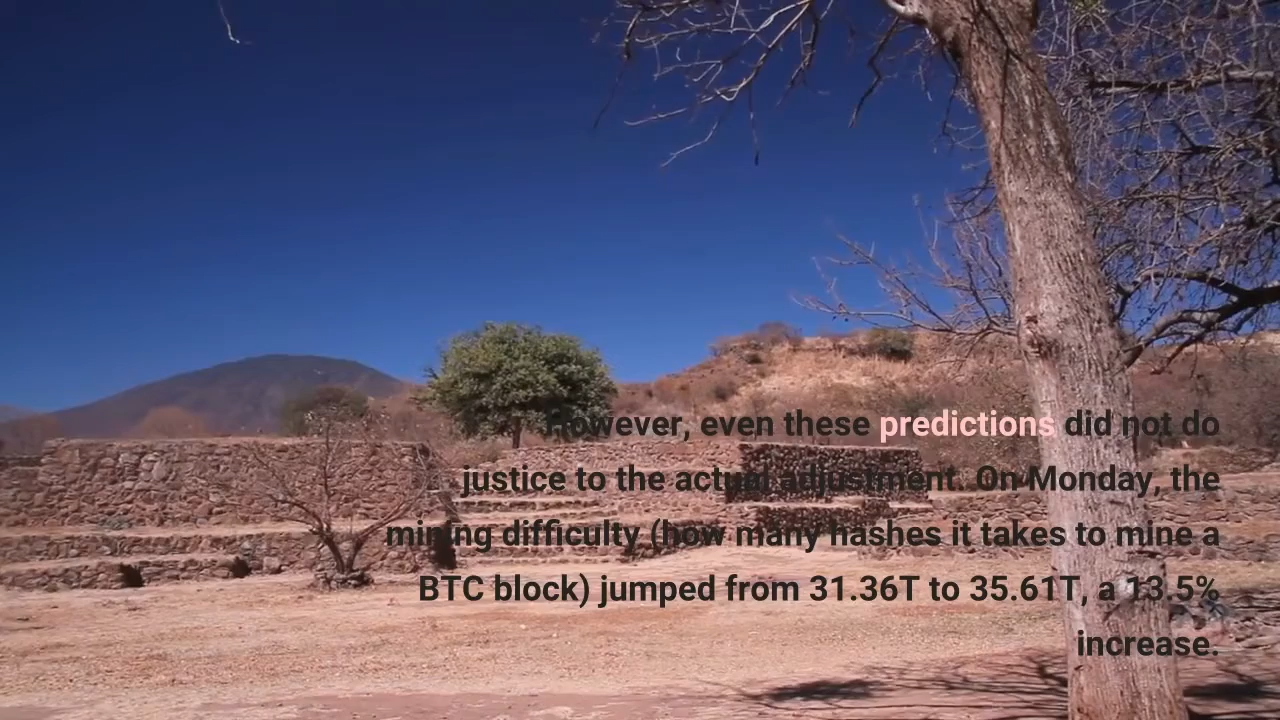 However, even these predictions did not do
justice to the actual adjustment. On Monday, the
mining difficulty (how many hashes it takes to mine a
BTC block) jumped from 31.36T to 35.61T, a 13.5%
increase.